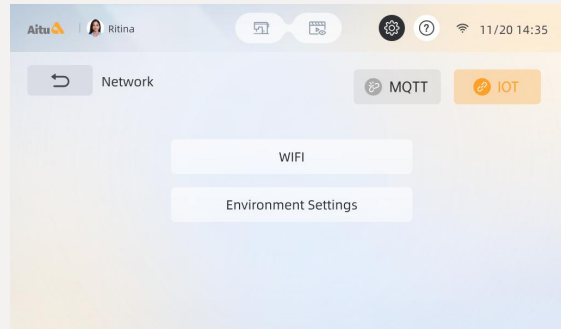 Aitu Ritina ? 11/20 14:35
Network MQTT IOT
WIFI
Environment Settings